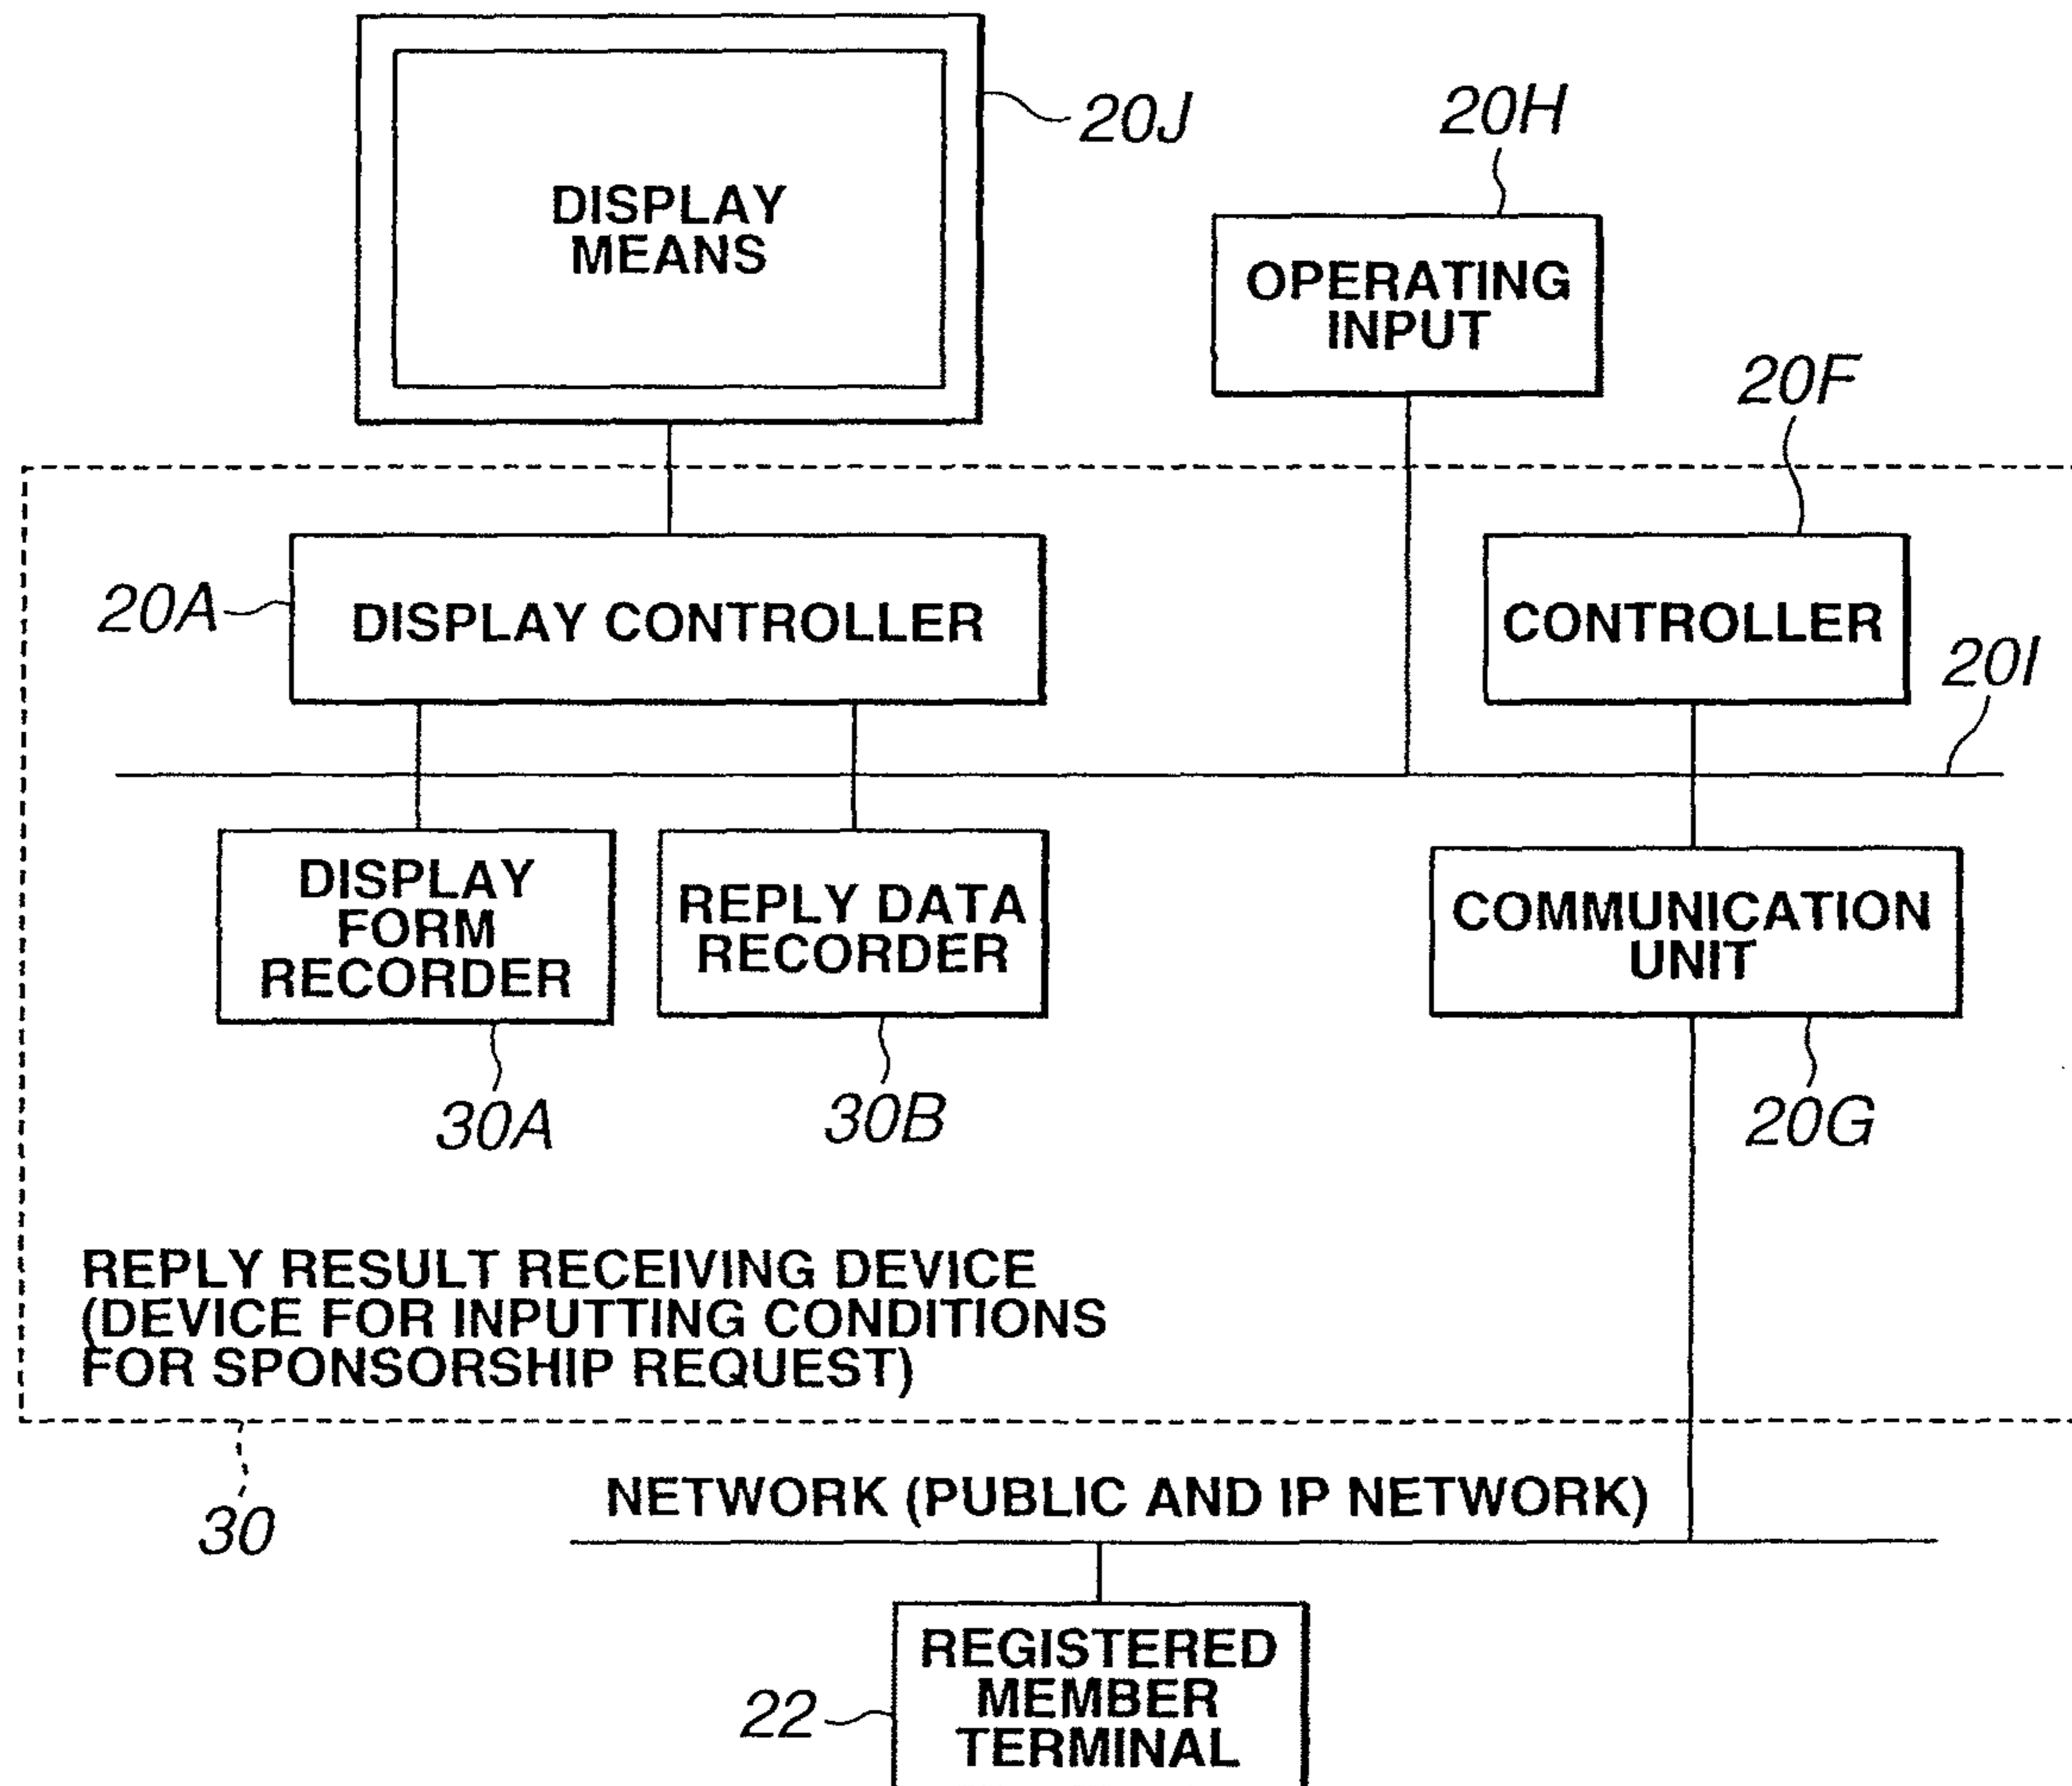 20J
DISPLAY
MEANS
20H
OPERATING
INPUT
20F
20A
DISPLAY CONTROLLER
CONTROLLER
20I
DISPLAY
FORM
RECORDER
REPLY DATA
RECORDER
COMMUNICATION
UNIT
30A
30B
20G
REPLY RESULT RECEIVING DEVICE
(DEVICE FOR INPUTTING CONDITIONS
FOR SPONSORSHIP REQUEST)
30
NETWORK (PUBLIC AND IP NETWORK)
22
REGISTERED
MEMBER
TERMINAL